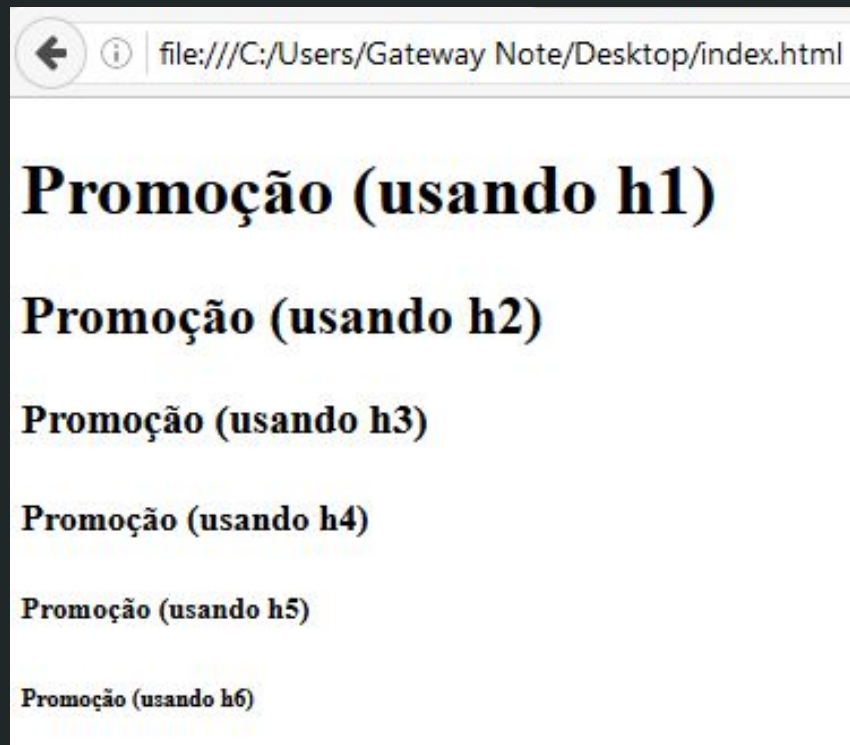 file:///C:/Users/Gateway Note/Desktop/index.html
Promoção (usando h1)
Promoção (usando h2)
Promoção (usando h3)
Promoção (usando h4)
Promoção (usando h5)
Promoção (usando h6)